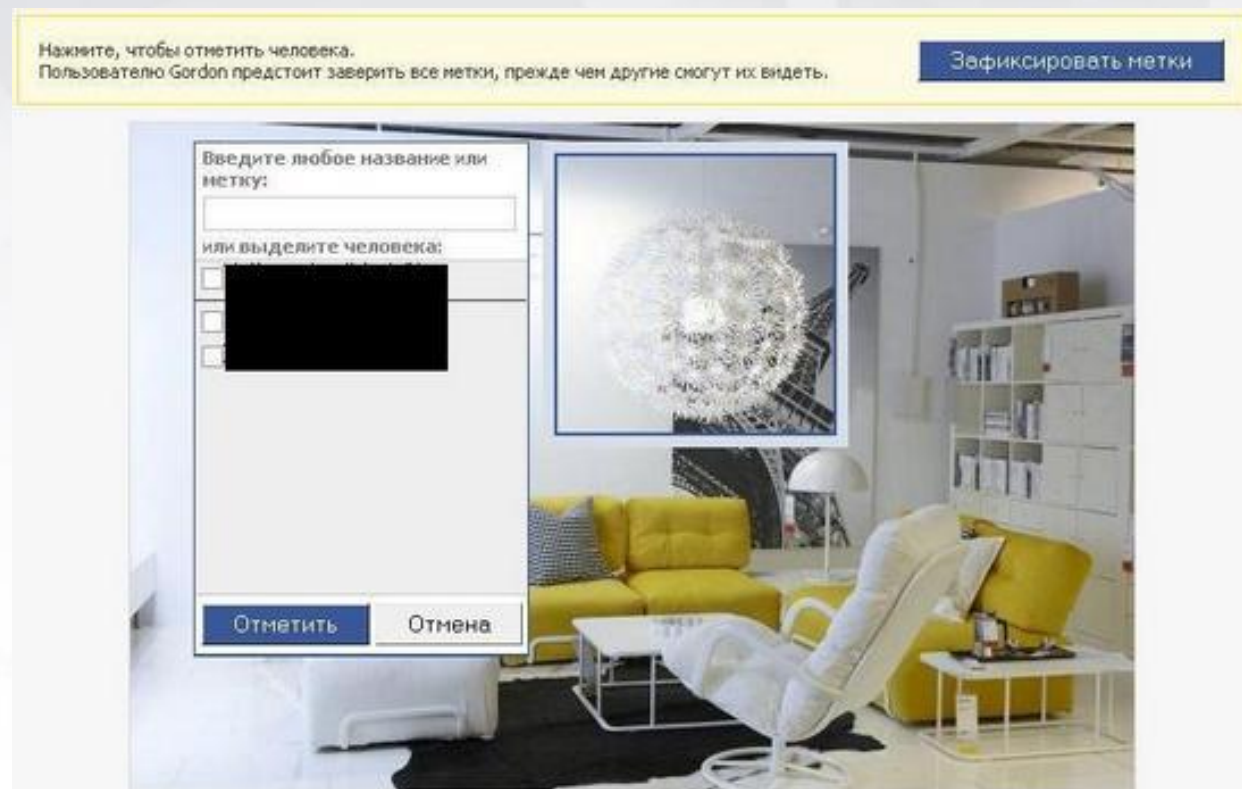 Нажмите, чтобы отметить человека.
Пользователю Gordon предстоит заверить все метки, прежде чем другие смогут их видеть.
Зафиксировать метки
Введите любое название или
метку:
или выделите человека:
Отметить
Отмена